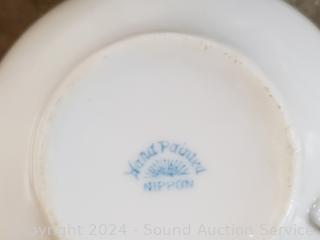 Hand Painted
NIPPON
Copyright 2024 - Sound Auction Service